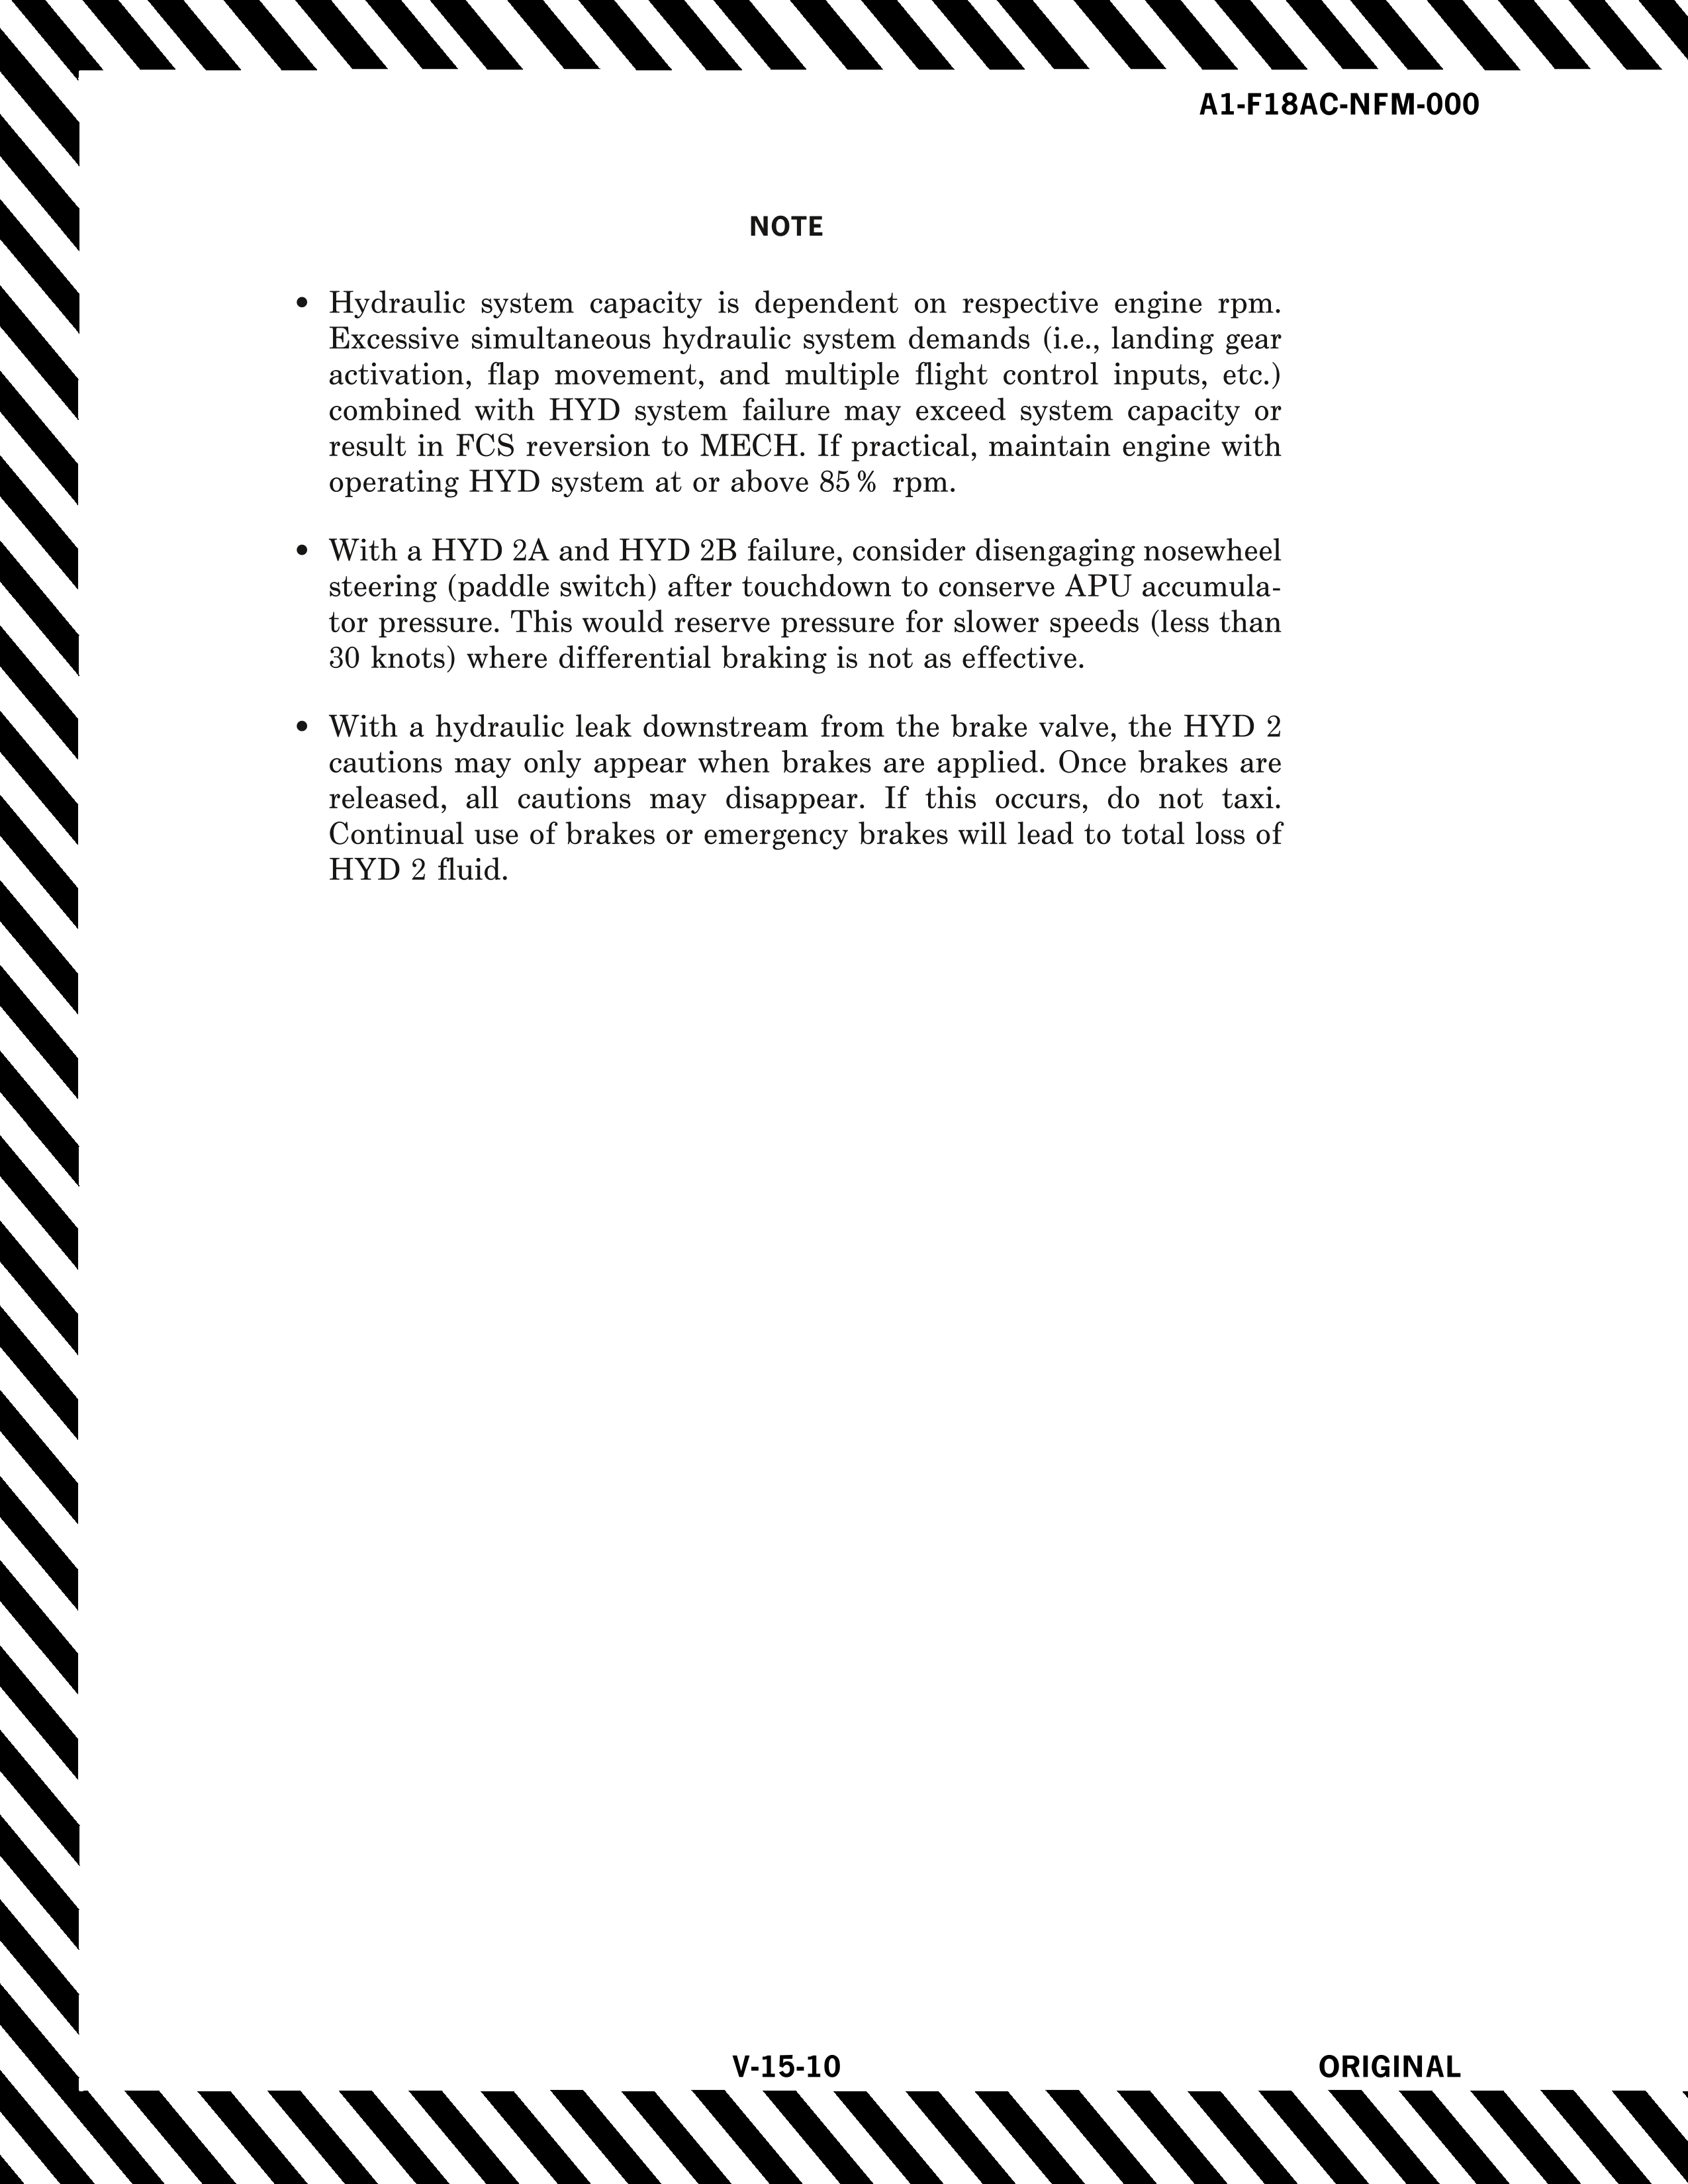 A1-F18AC-NFM-000
NOTE
• Hydraulic system capacity is dependent on respective engine rpm.
Excessive simultaneous hydraulic system demands (i.e., landing gear
activation, flap movement, and multiple flight control inputs, etc.)
combined with HYD system failure may exceed system capacity or
result in FCS reversion to MECH. If practical, maintain engine with
operating HYD system at or above 85% rpm.
• With a HYD 2A and HYD 2B failure, consider disengaging nosewheel
steering (paddle switch) after touchdown to conserve APU accumula-
tor pressure. This would reserve pressure for slower speeds (less than
30 knots) where differential braking is not as effective.
• With a hydraulic leak downstream from the brake valve, the HYD 2
cautions may only appear when brakes are applied. Once brakes are
released, all cautions may disappear. If this occurs, do not taxi.
Continual use of brakes or emergency brakes will lead to total loss of
HYD 2 fluid.
V-15-10
ORIGINAL